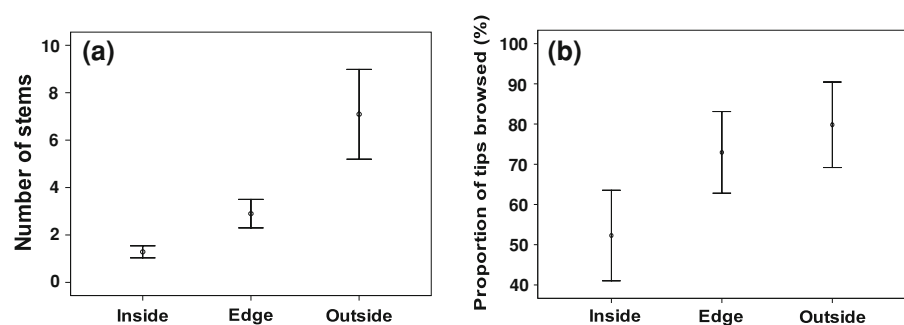 (a)
Number of stems
10
8
6
4
2
0
Inside Edge Outside
(b)
Proportion of tips browsed (%)
100
90
80
70
60
50
40
Inside Edge Outside